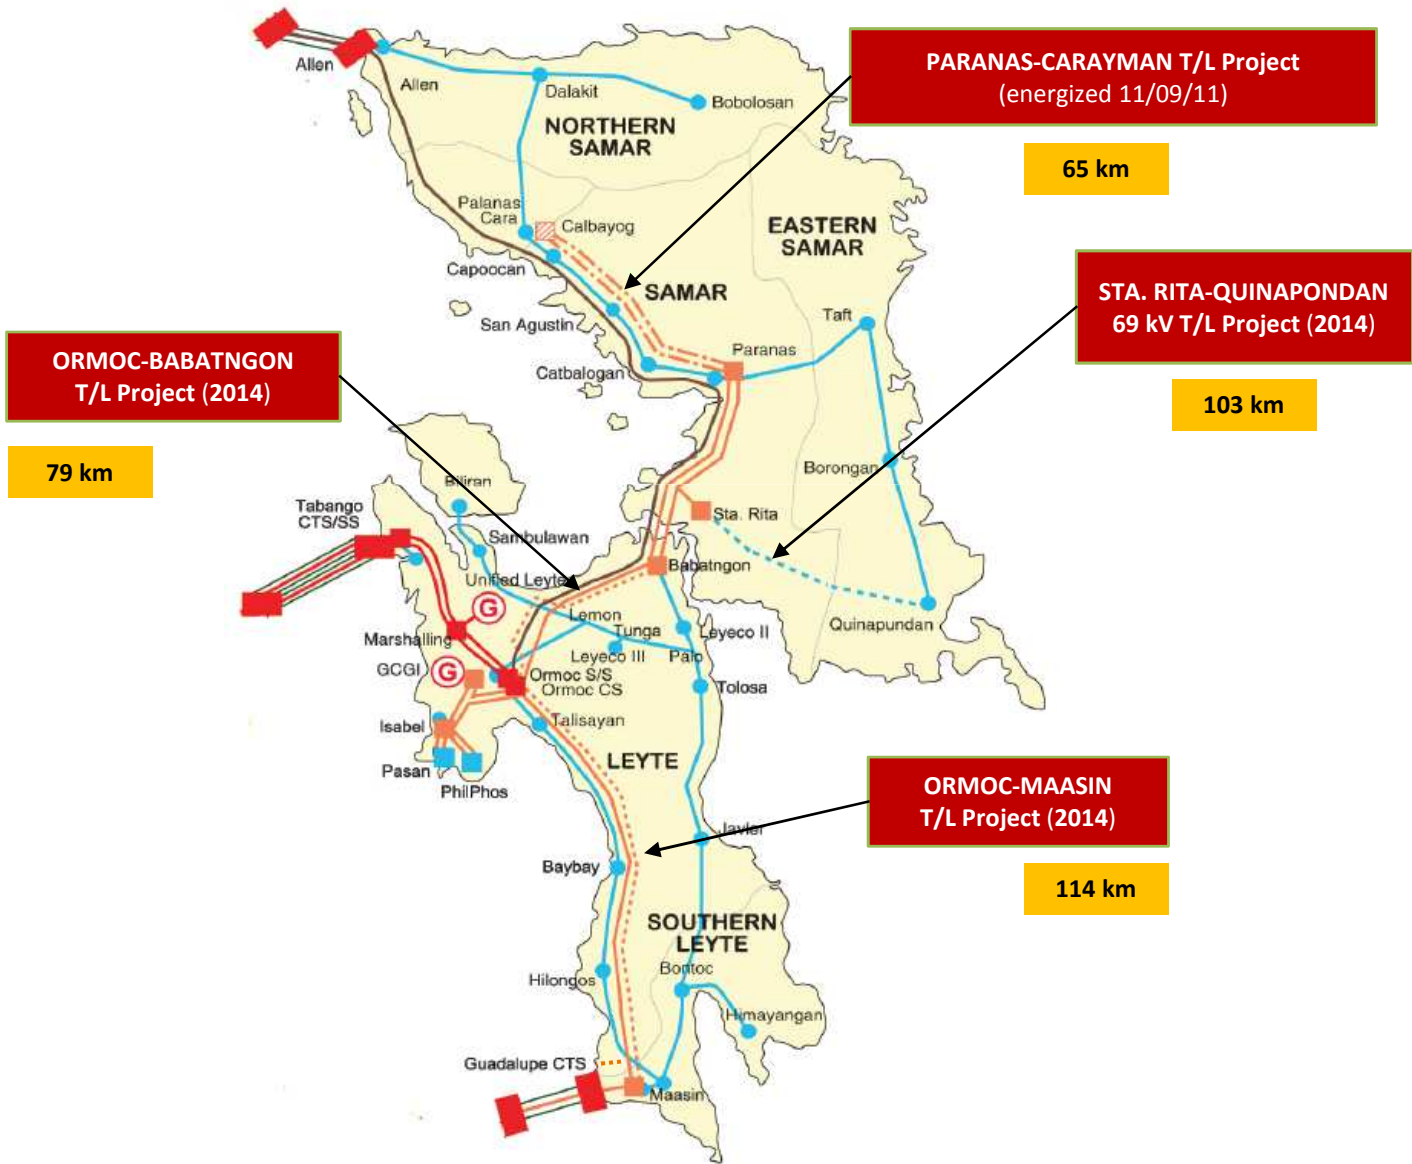 Allen
Allen
Dalakit
Bobolosan
PARANAS-CARAYMAN T/L Project
(energized 11/09/11)
65 km
NORTHERN
SAMAR
Palanas
Cara
Calbayog
EASTERN
SAMAR
Capoocan
SAMAR
STA. RITA-QUINAPONDAN
69 kV T/L Project (2014)
103 km
San Agustin
Taft
Paranas
Catbalogan
ORMOC-BABATNGON
T/L Project (2014)
79 km
Borongan
Biliran
Tabango
CTS/SS
Sta. Rita
Sambulawan
Babatngon
Unified Leyte
G
Lemon
Tunga
Leyeco II
Quinapundan
Marshalling
Leyeco III
Palo
GCGI
G
Ormoc S/S
Ormoc CS
Tolosa
Isabel
Talisayan
LEYTE
Pasan
PhilPhos
ORMOC-MAASIN
T/L Project (2014)
114 km
Javier
Baybay
SOUTHERN
LEYTE
Bontoc
Hilongos
Himayangan
Guadalupe CTS
Maasin